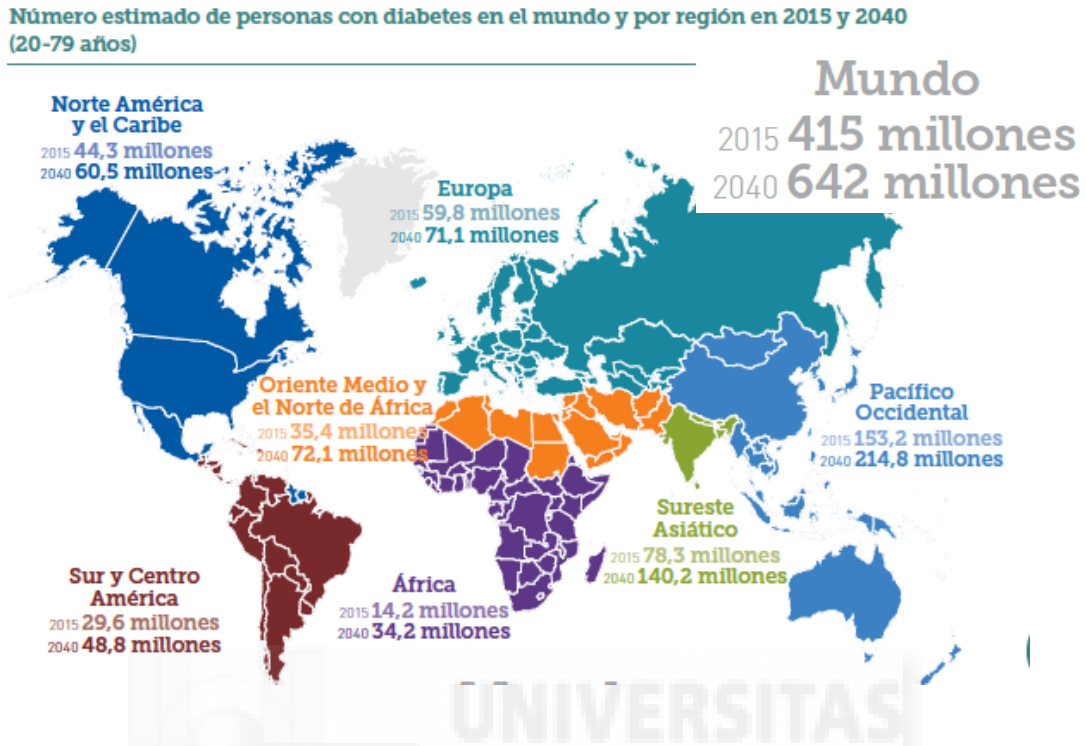 Número estimado de personas con diabetes en el mundo y por región en 2015 y 2040
(20-79 años)
Mundo
2015 415 millones
2040 642 millones
Norte América
y el Caribe
2015 44,3 millones
2040 60,5 millones
Europa
2015 59,8 millones
2040 71,1 millones
Oriente Medio y
el Norte de África
2015 35,4 millones
2040 72,1 millones
Pacífico
Occidental
2015 153,2 millones
2040 214,8 millones
Sureste
Asiático
2015 78,3 millones
2040 140,2 millones
Sur y Centro
América
2015 29,6 millones
2040 48,8 millones
África
2015 14,2 millones
2040 34,2 millones
UNIVERSITAS